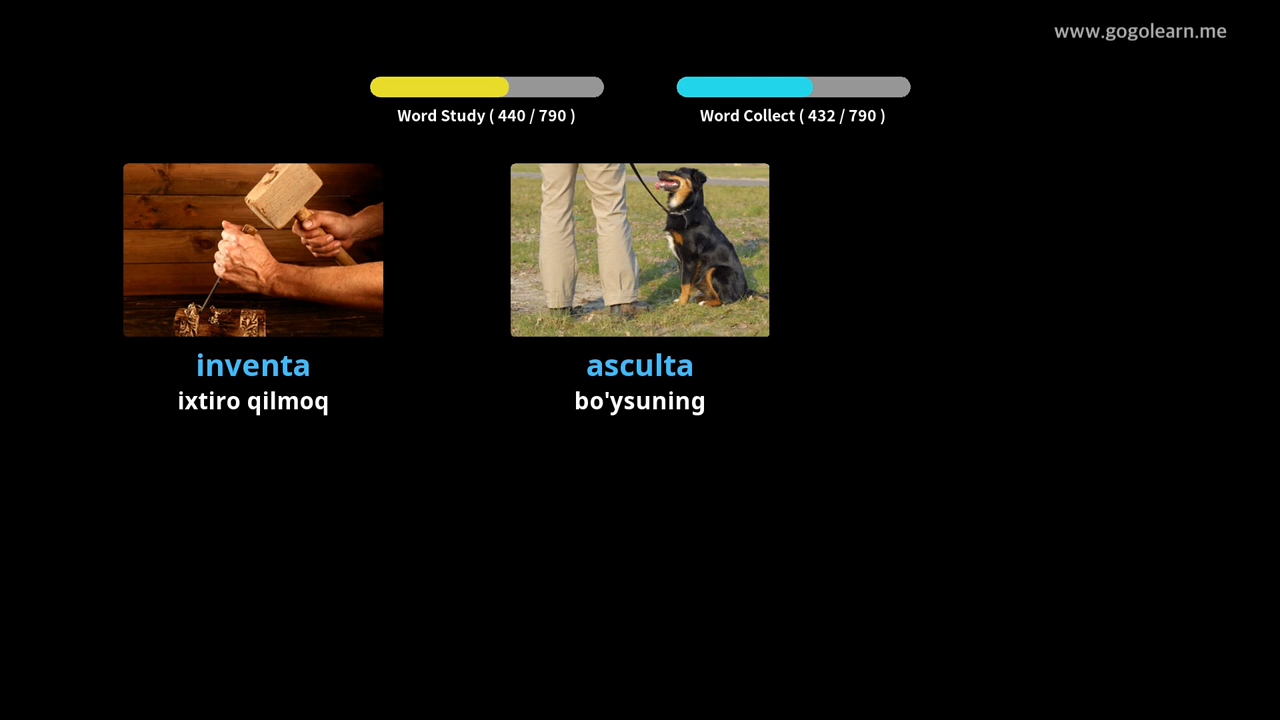 www.gogolearn.me
Word Study ( 440 / 790 )
Word Collect ( 432 / 790 )
inventa
ixtiro qilmoq
asculta
bo'ysuning